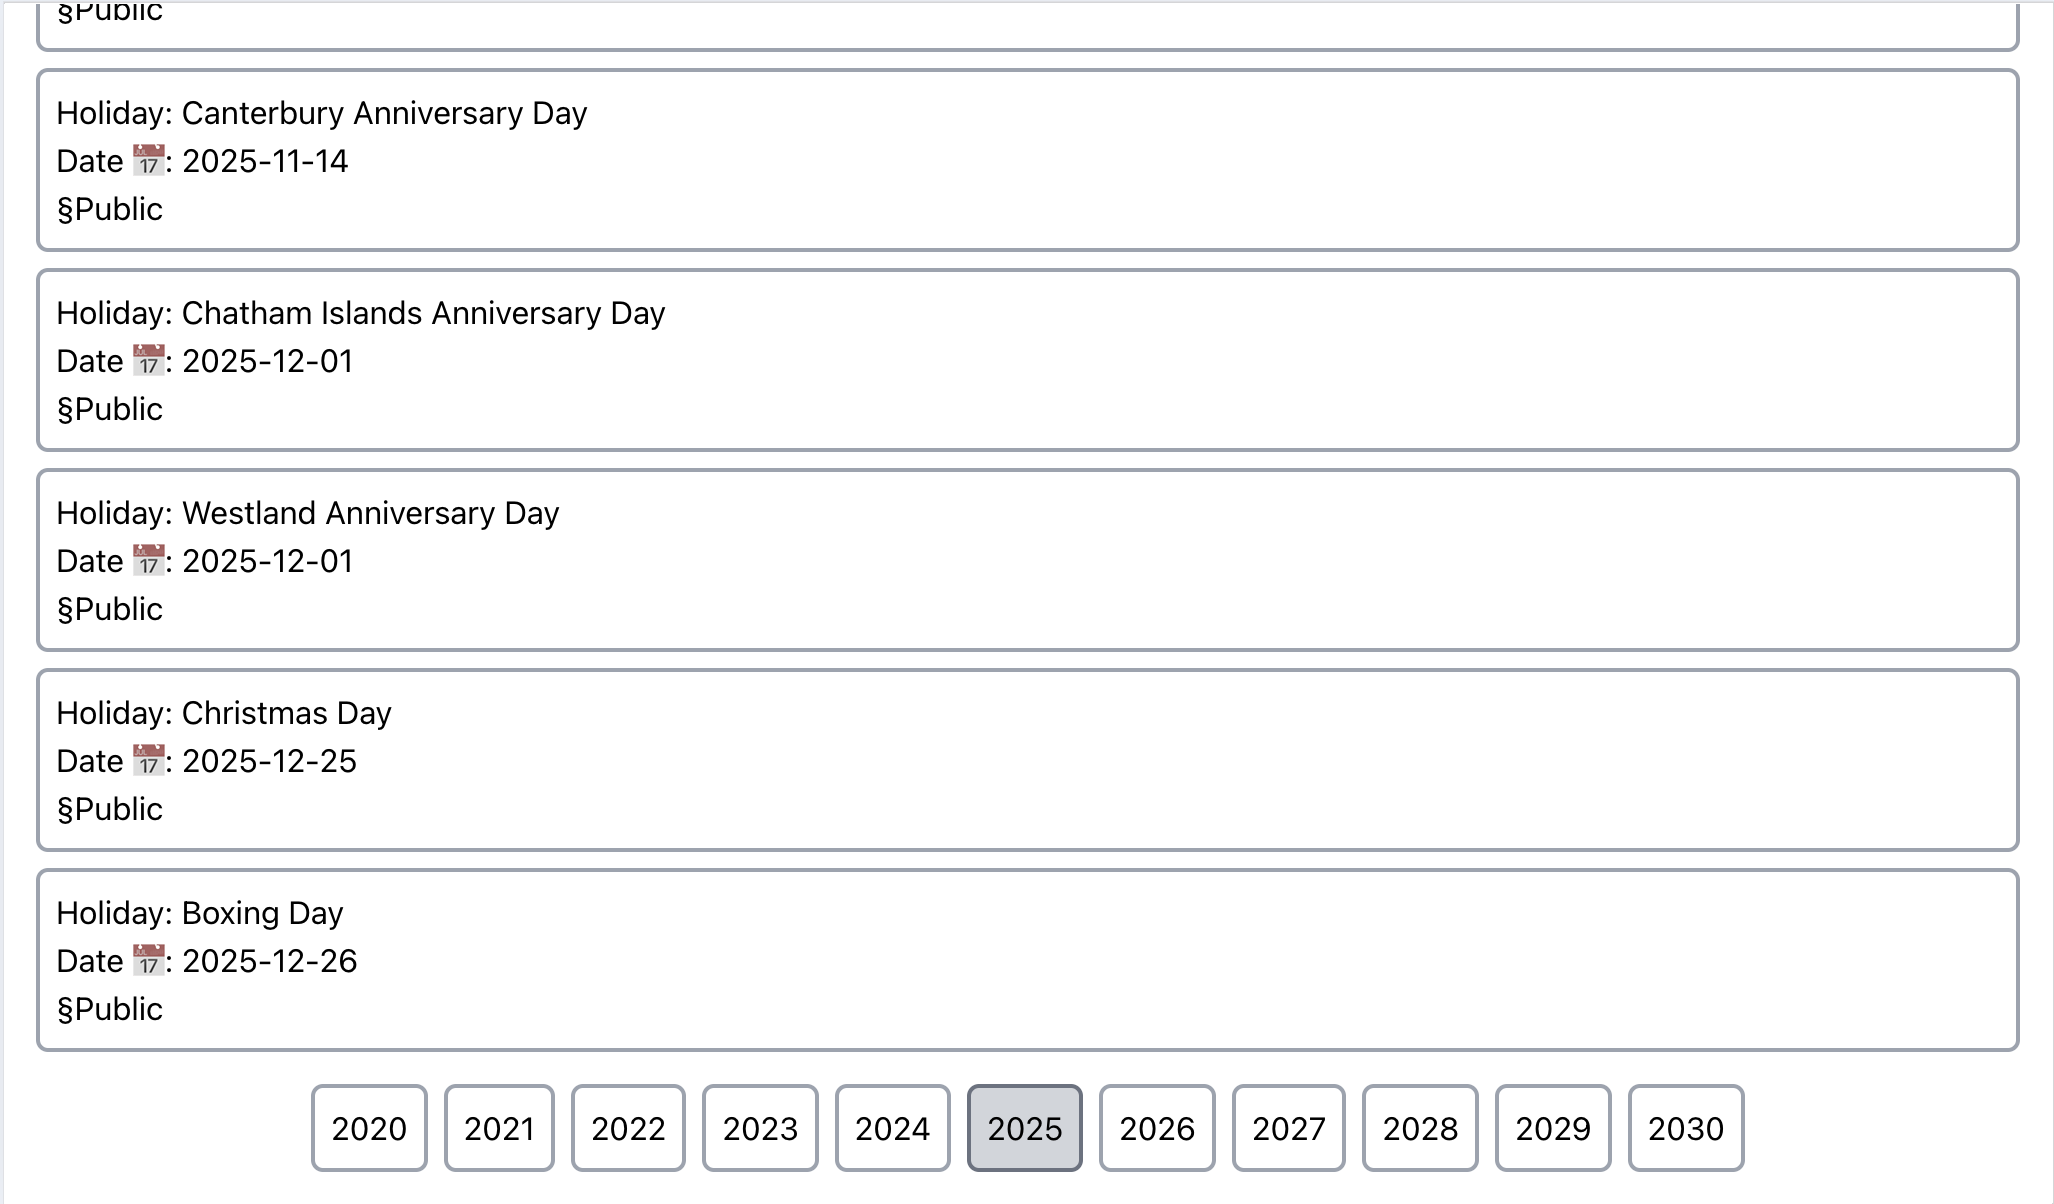 §Public
Holiday: Canterbury Anniversary Day
Date 📅: 2025-11-14
§Public
Holiday: Chatham Islands Anniversary Day
Date 📅: 2025-12-01
§Public
Holiday: Westland Anniversary Day
Date 📅: 2025-12-01
§Public
Holiday: Christmas Day
Date 📅: 2025-12-25
§Public
Holiday: Boxing Day
Date 📅: 2025-12-26
§Public
2020 2021 2022 2023 2024 2025 2026 2027 2028 2029 2030